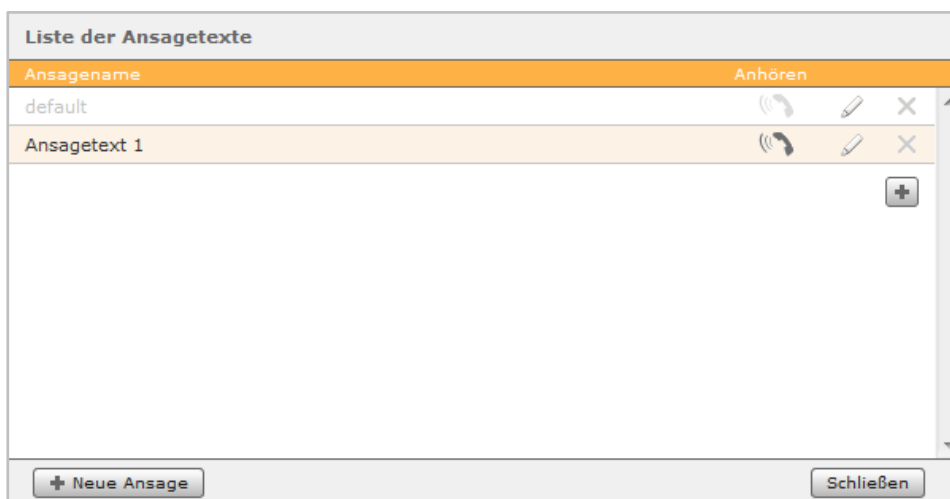 Liste der Ansagetexte
Ansagename Anhören
default
Ansagetext 1
Neue Ansage Schließen